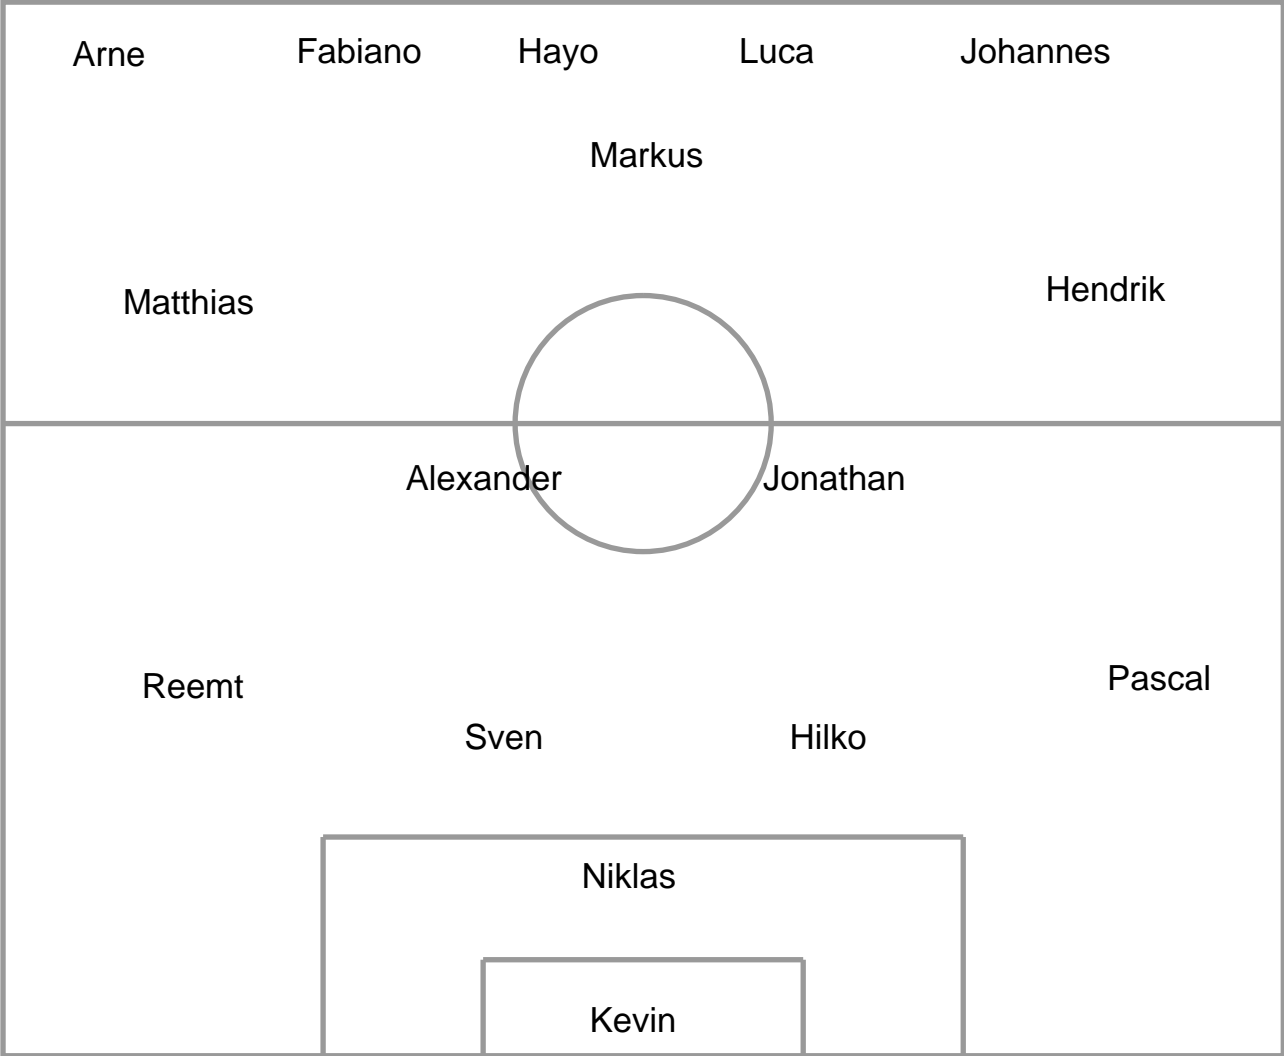 Arne Fabiano Hayo Luca Johannes
Markus
Matthias Hendrik
Alexander Jonathan
Reemt Pascal
Sven Hilko
Niklas
Kevin